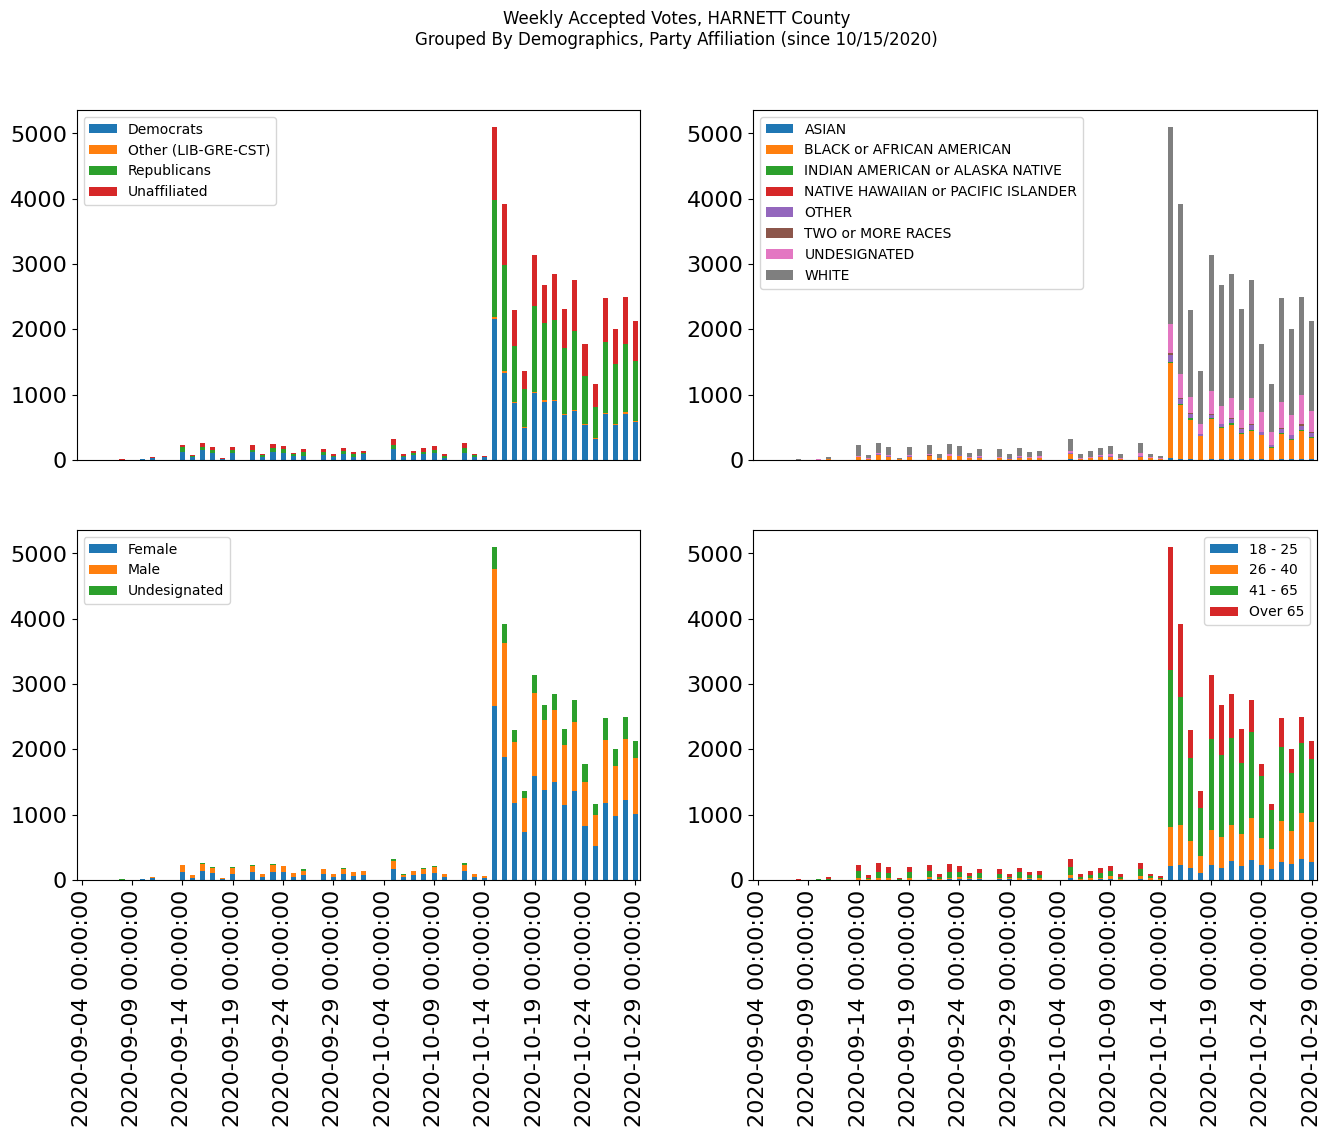 Weekly Accepted Votes, HARNETT County
Grouped By Demographics, Party Affiliation (since 10/15/2020)
5000
4000
3000
2000
1000
0
Democrats
Other (LIB-GRE-CST)
Republicans
Unaffiliated
5000
4000
3000
2000
1000
0
ASIAN
BLACK or AFRICAN AMERICAN
INDIAN AMERICAN or ALASKA NATIVE
NATIVE HAWAIIAN or PACIFIC ISLANDER
OTHER
TWO or MORE RACES
UNDESIGNATED
WHITE
5000
4000
3000
2000
1000
0
Female
Male
Undesignated
2020-09-04 00:00:00
2020-09-09 00:00:00
2020-09-14 00:00:00
2020-09-19 00:00:00
2020-09-24 00:00:00
2020-09-29 00:00:00
2020-10-04 00:00:00
2020-10-09 00:00:00
2020-10-14 00:00:00
2020-10-19 00:00:00
2020-10-24 00:00:00
2020-10-29 00:00:00
5000
4000
3000
2000
1000
0
18 - 25
26 - 40
41 - 65
Over 65
2020-09-04 00:00:00
2020-09-09 00:00:00
2020-09-14 00:00:00
2020-09-19 00:00:00
2020-09-24 00:00:00
2020-09-29 00:00:00
2020-10-04 00:00:00
2020-10-09 00:00:00
2020-10-14 00:00:00
2020-10-19 00:00:00
2020-10-24 00:00:00
2020-10-29 00:00:00